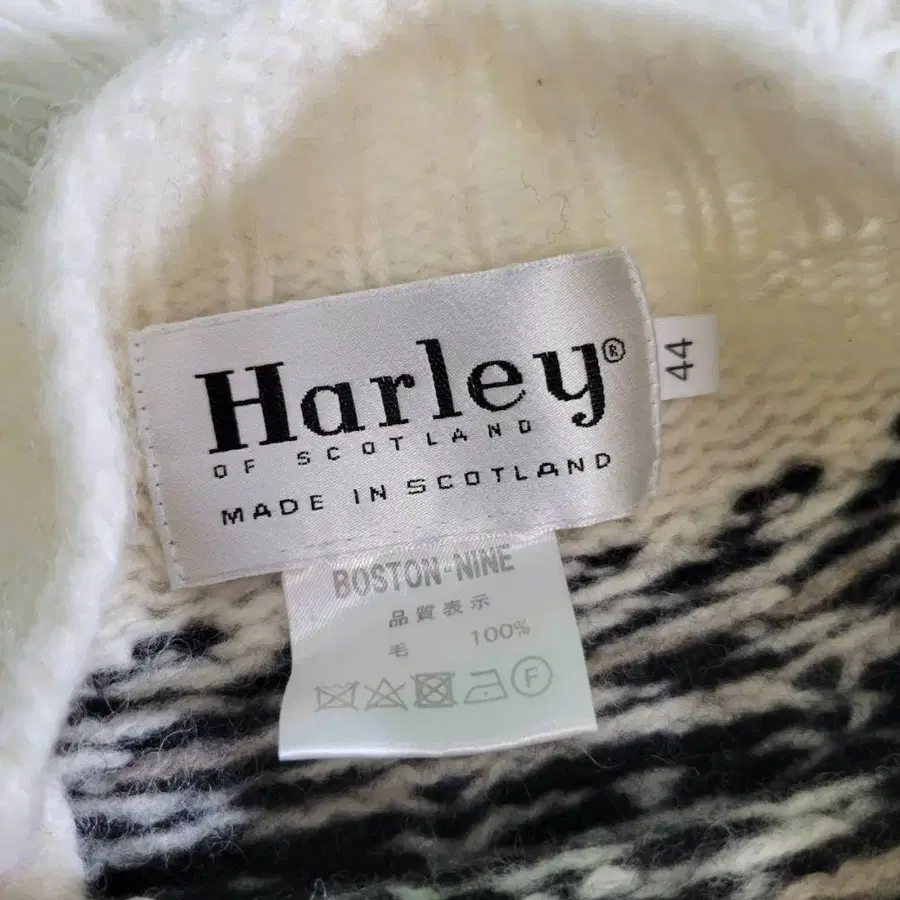 Harley®
OF SCOTLAND
MADE IN SCOTLAND
44
BOSTON-NINE
品質表示
毛 100%
F